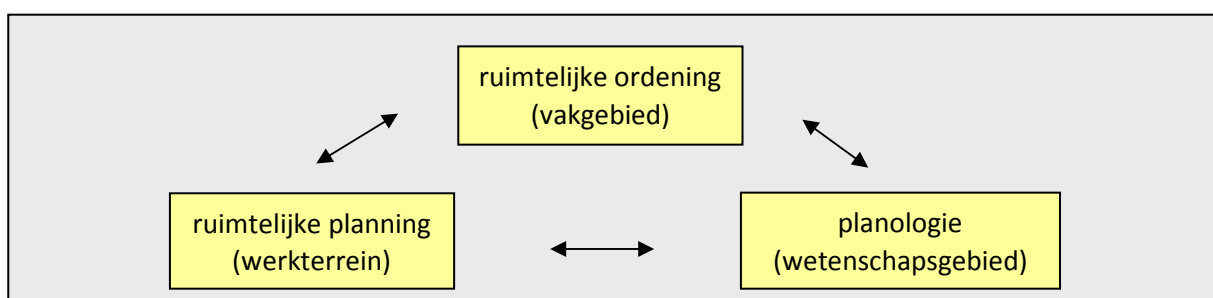 ruimtelijke ordening
(vakgebied)
ruimtelijke planning
(werkterrein)
planologie
(wetenschapsgebied)